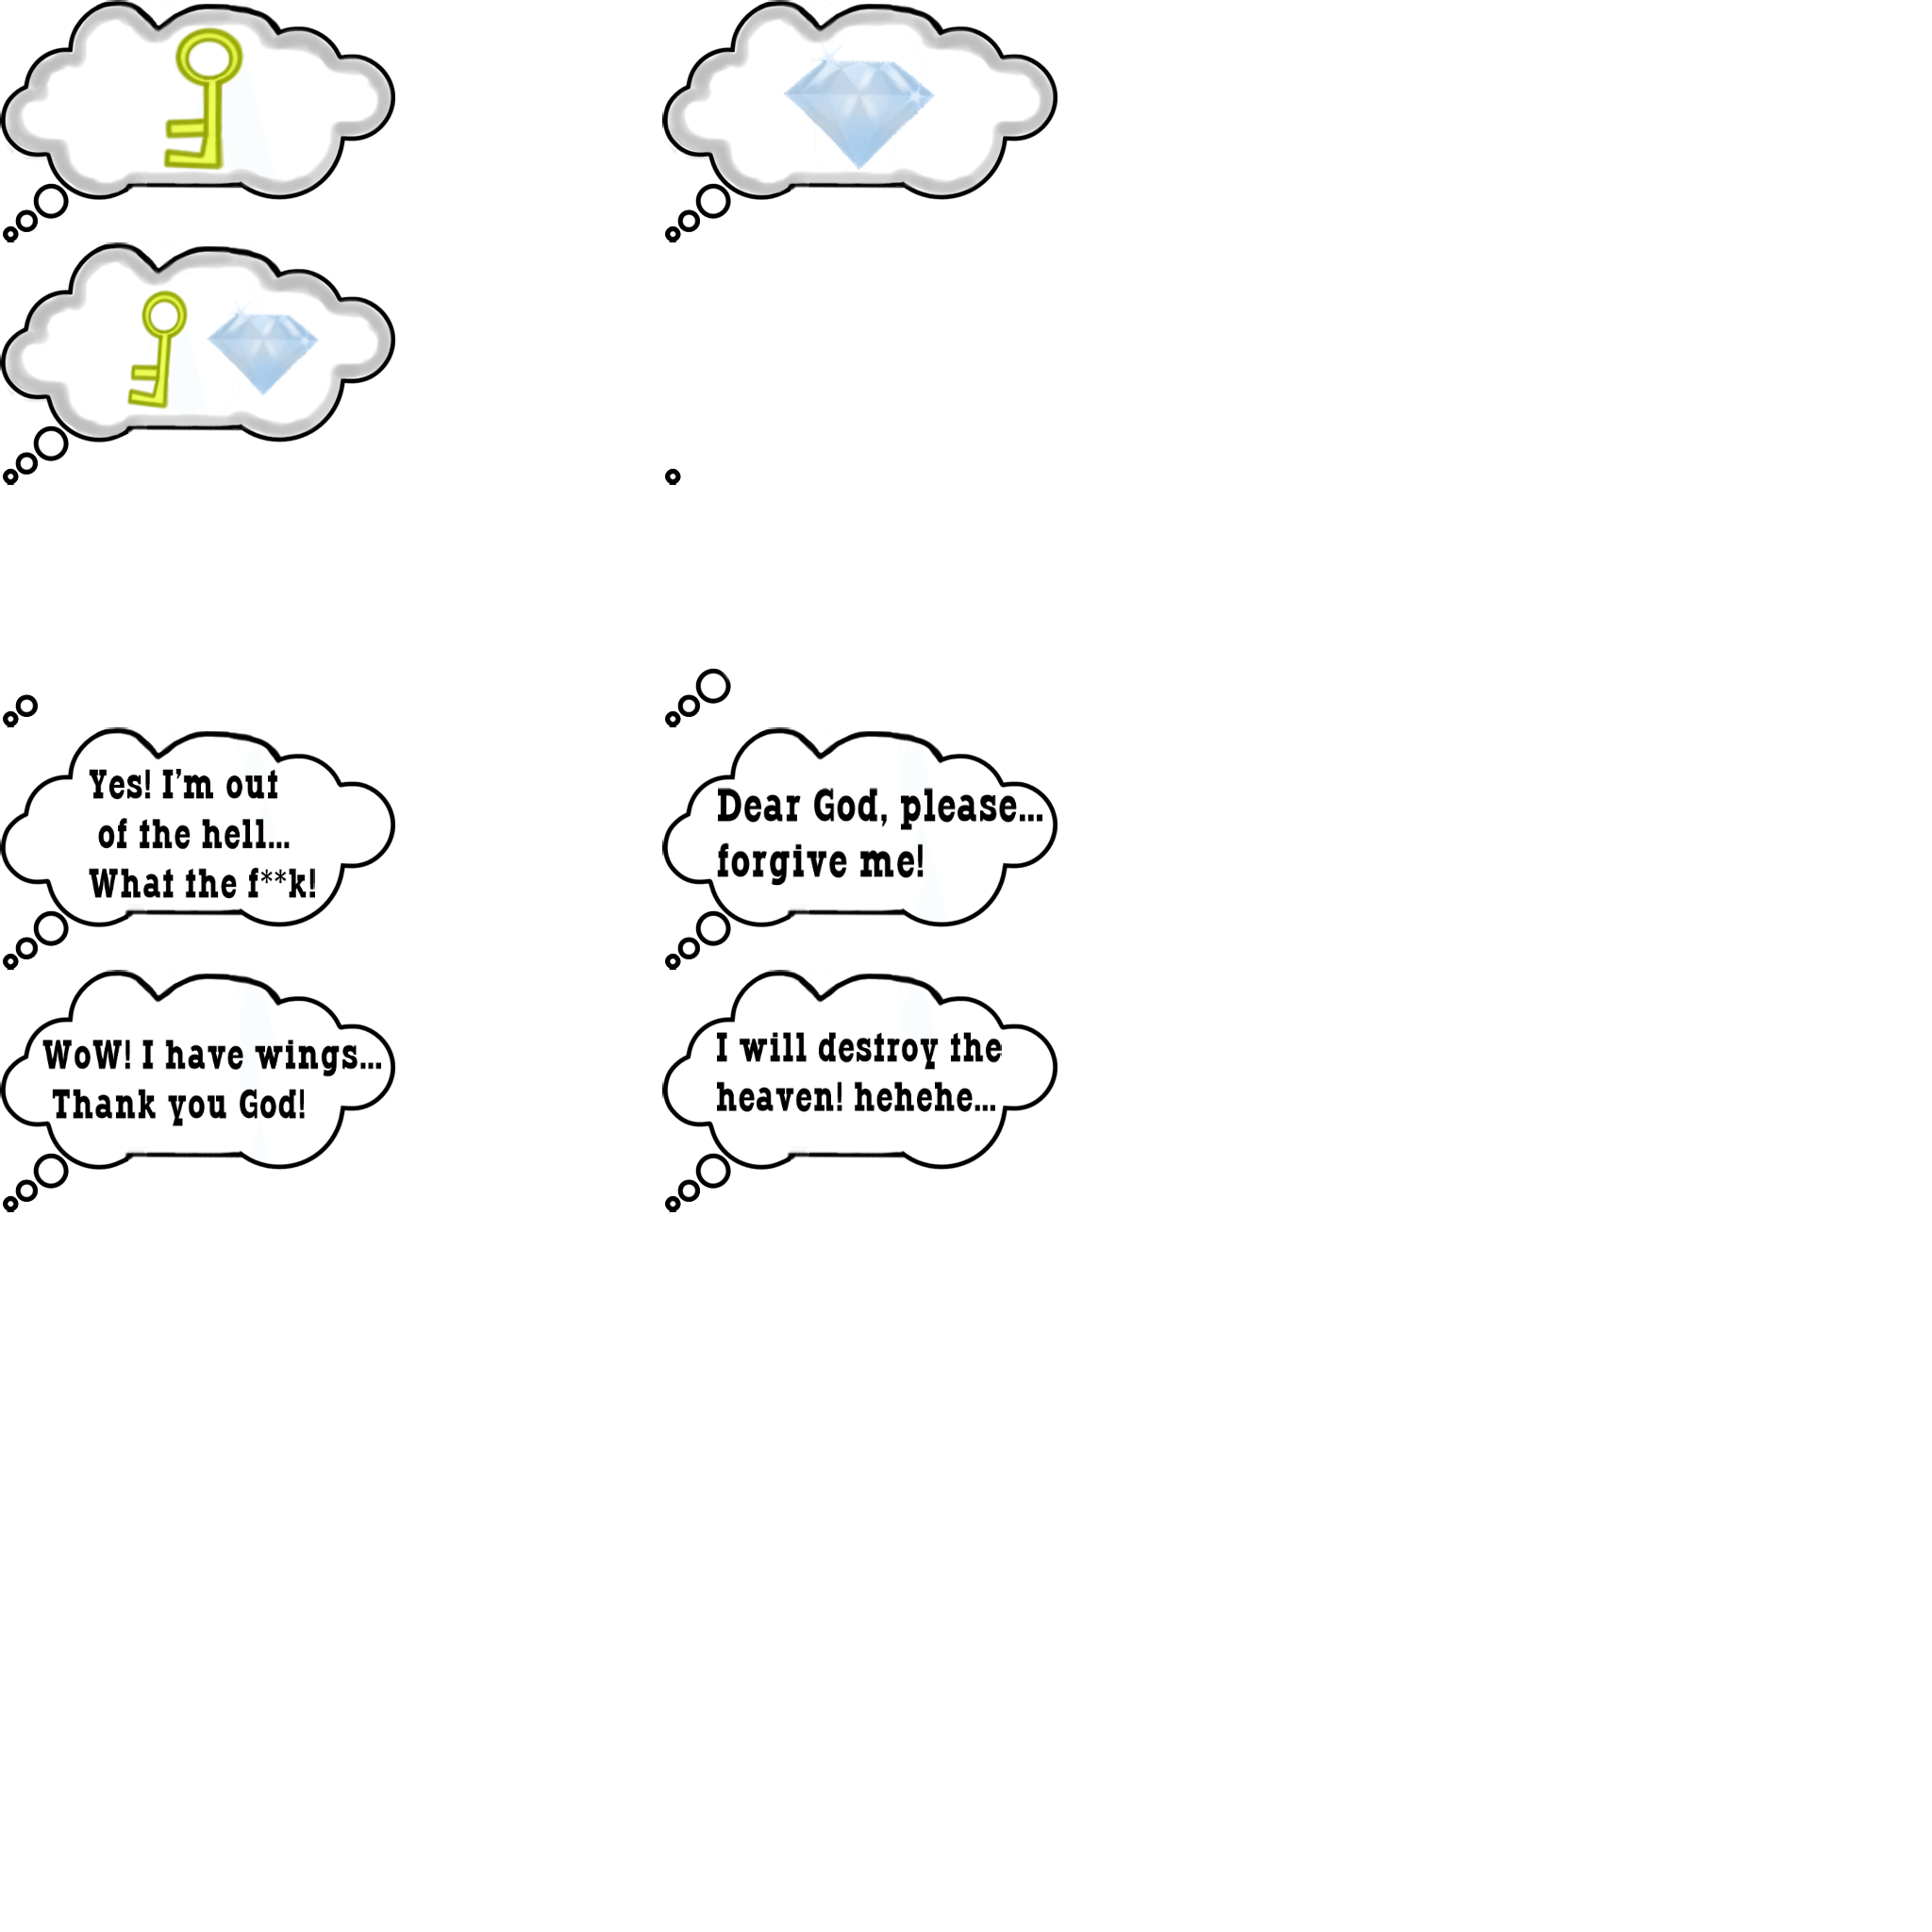 Yes! I'm out
of the hell...
What the f**k!
Dear God, please...
forgive me!
WoW! I have wings...
Thank you God!
I will destroy the
heaven! hehehe...